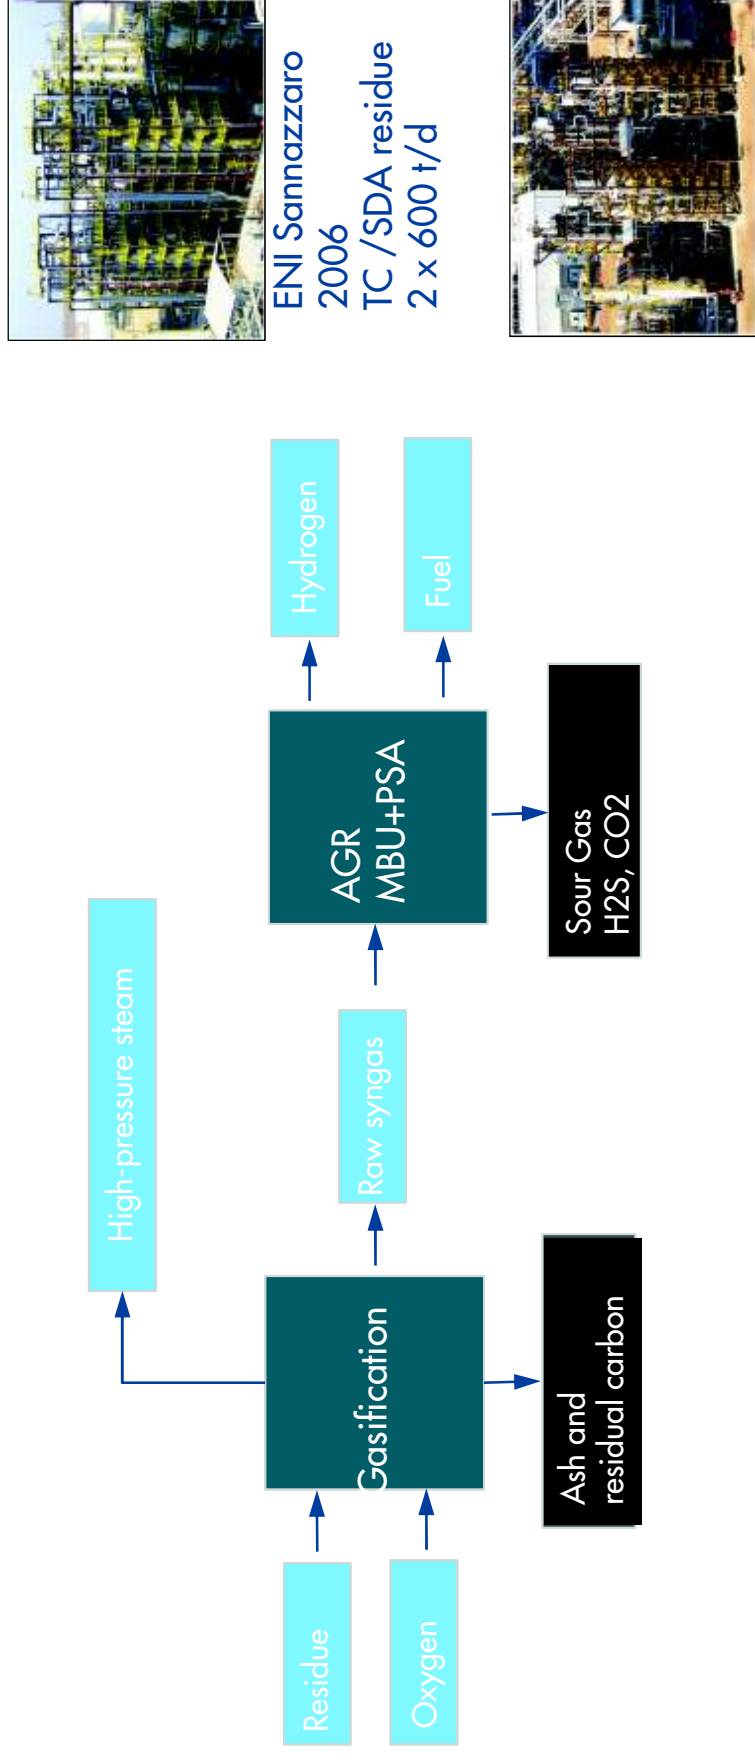 Residue
Oxygen
Gasification
High-pressure steam
Ash and
residual carbon
Raw syngas
AGR
MBU+PSA
Sour Gas
H2S, CO2
Hydrogen
Fuel
ENI Sannazzaro
2006
TC /SDA residue
2 x 600 t/d